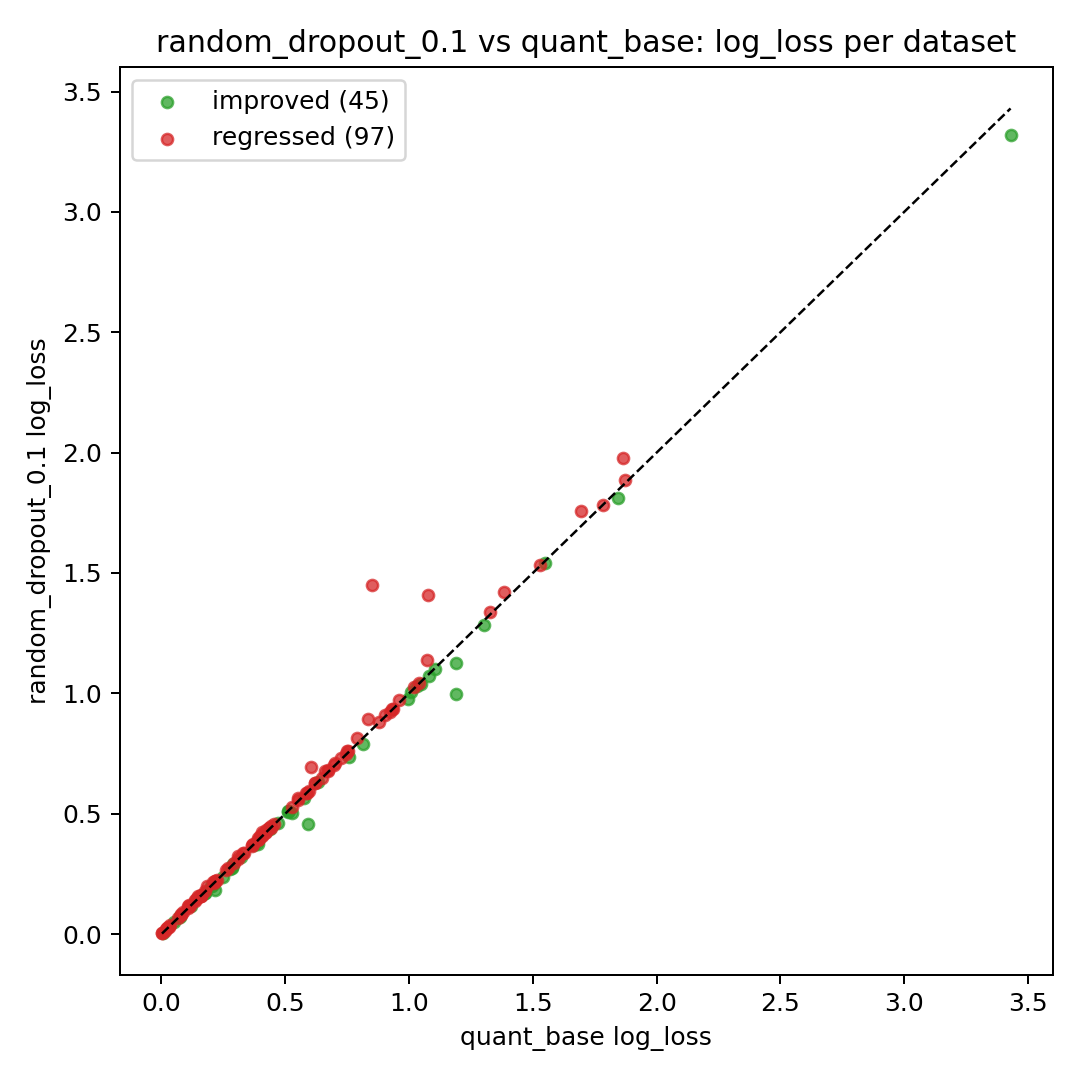 random_dropout_0.1 vs quant_base: log_loss per dataset
improved (45)
regressed (97)
random_dropout_0.1 log_loss
3.5
3.0
2.5
2.0
1.5
1.0
0.5
0.0
0.0 0.5 1.0 1.5 2.0 2.5 3.0 3.5
quant_base log_loss